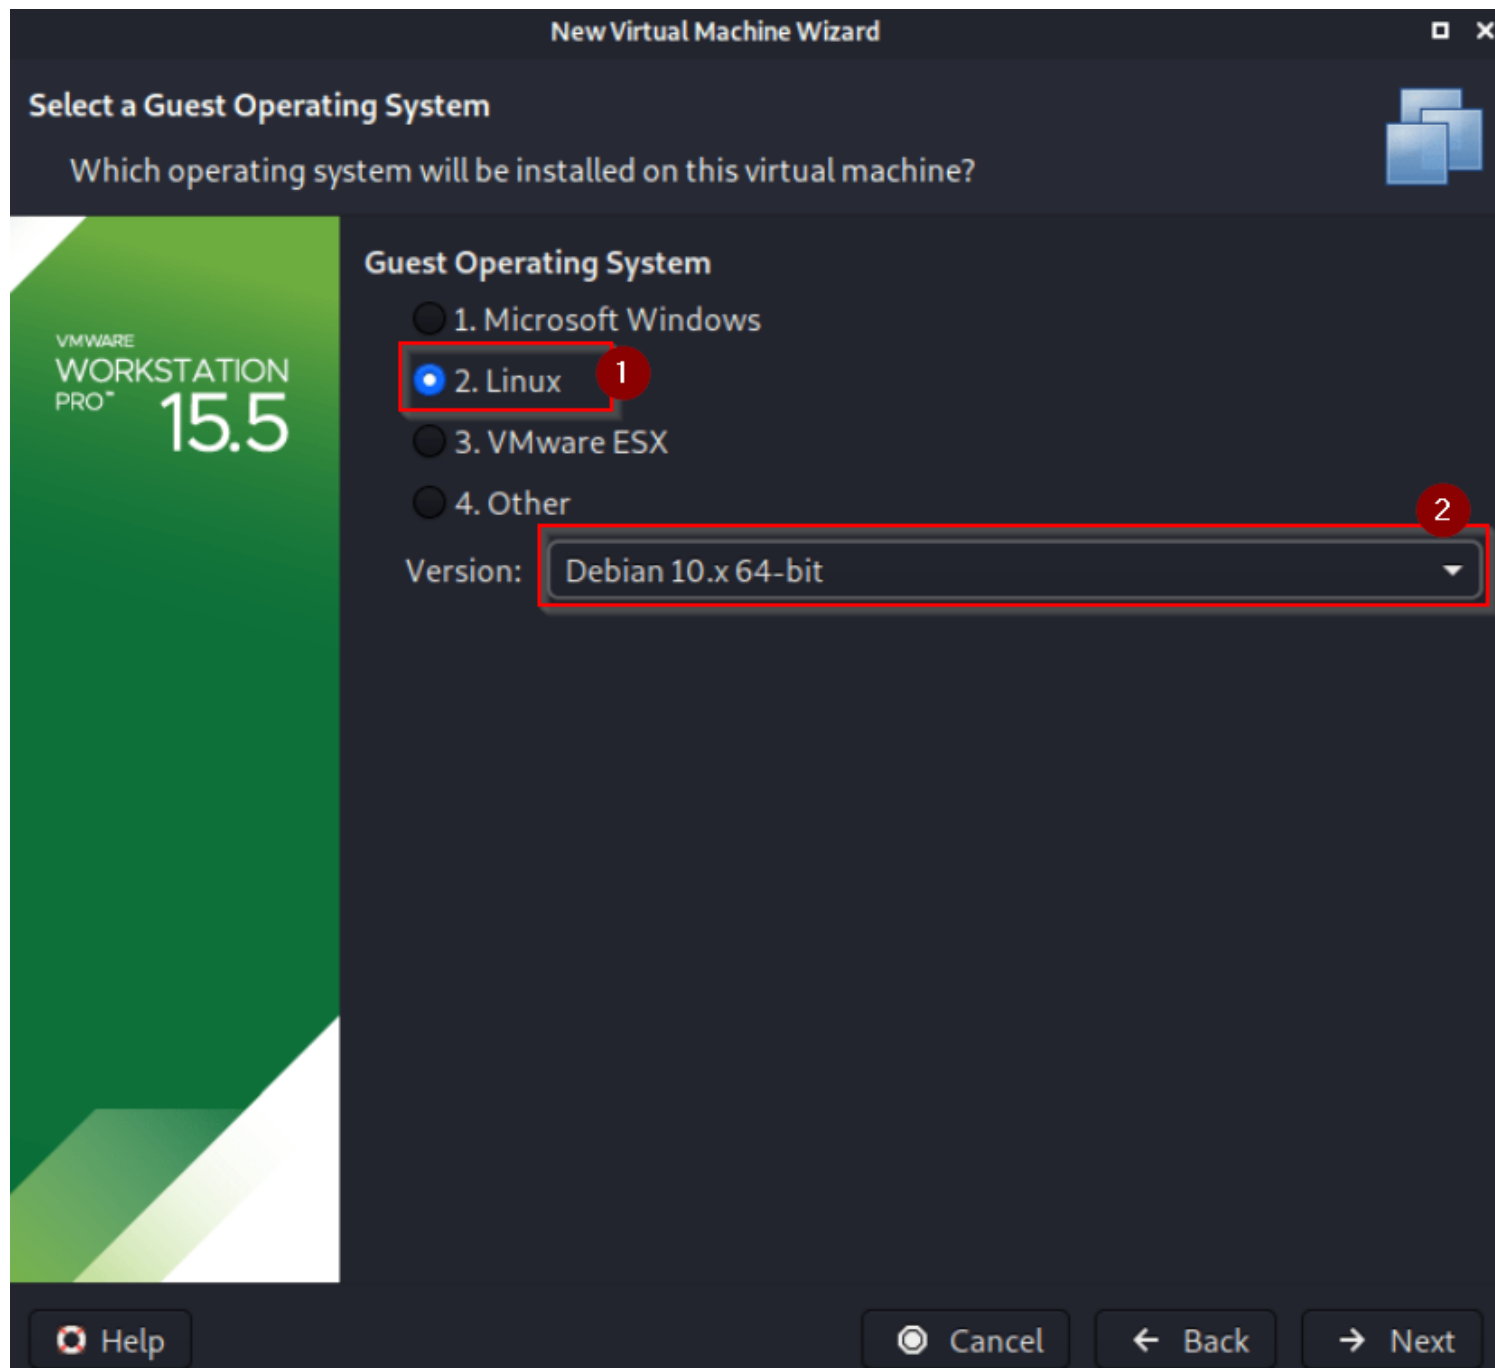 New Virtual Machine Wizard
Select a Guest Operating System
Which operating system will be installed on this virtual machine?
VMWARE
WORKSTATION
PRO™
15.5
Guest Operating System
1. Microsoft Windows
2. Linux
1
3. VMware ESX
4. Other
2
Version: Debian 10.x 64-bit
Help Cancel Back Next